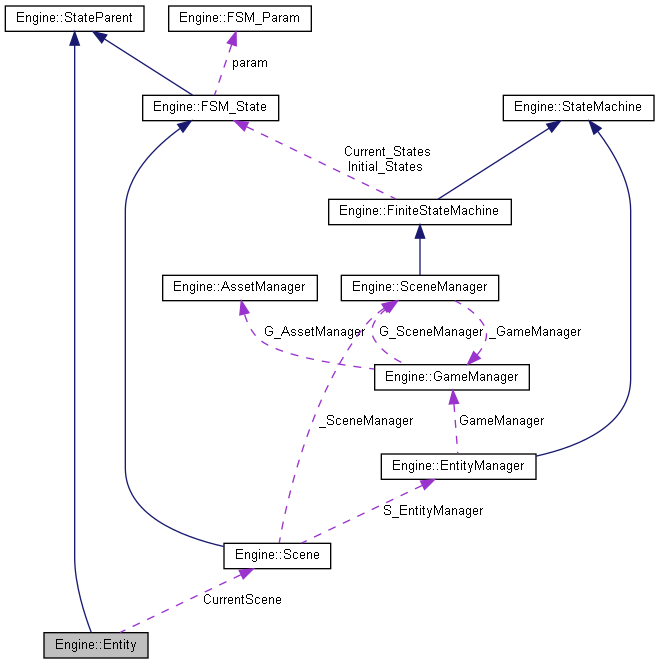 Engine::StateParent
Engine::FSM_Param
param
Engine::FSM_State
Engine::StateMachine
Current_States
Initial_States
Engine::FiniteStateMachine
Engine::AssetManager
Engine::SceneManager
G_AssetManager
G_SceneManager
_GameManager
Engine::GameManager
_SceneManager
GameManager
Engine::EntityManager
S_EntityManager
Engine::Scene
CurrentScene
Engine::Entity